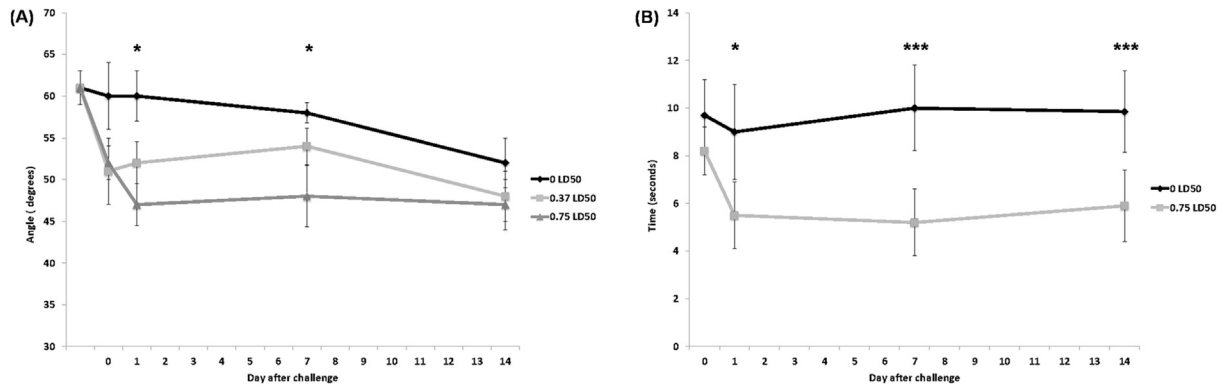 (A)
70
65
60
55
50
45
40
35
30
Angle ( degrees)
* *
0 1 2 3 4 5 6 7 8 9 10 11 12 13 14
Day after challenge
0 LD50
0.37 LD50
0.75 LD50
(B)
14
12
10
8
6
4
2
0
Time (seconds)
* *** ***
0 1 2 3 4 5 6 7 8 9 10 11 12 13 14
Day after challenge
0 LD50
0.75 LD50